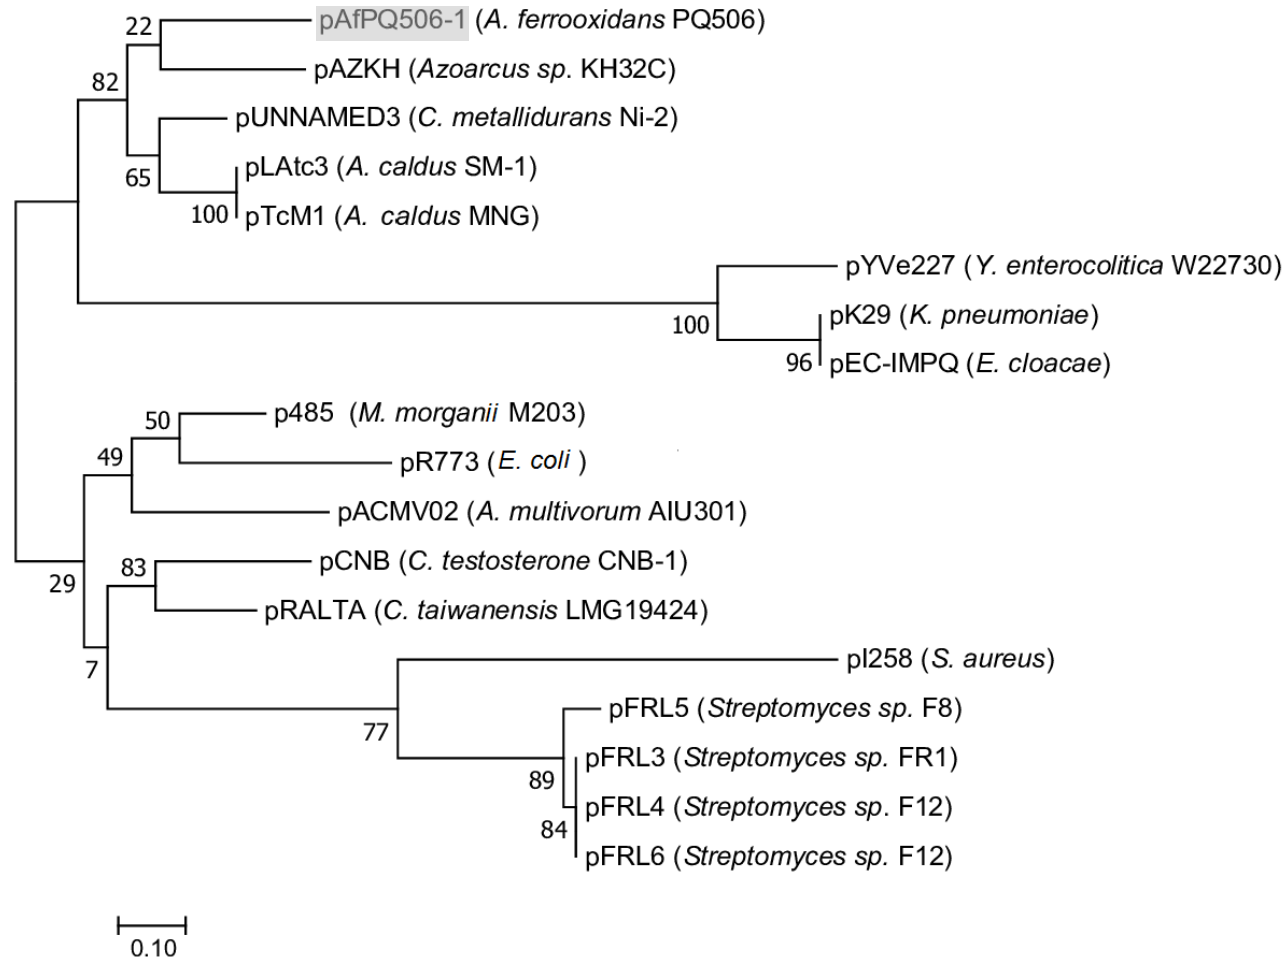 22
pAfPQ506-1 (A. ferrooxidans PQ506)
82
pAZKH (Azoarcus sp. KH32C)
pUNNAMED3 (C. metallidurans Ni-2)
65
pLAtc3 (A. caldus SM-1)
100
pTcM1 (A. caldus MNG)
pYVe227 (Y. enterocolitica W22730)
100
pK29 (K. pneumoniae)
96
pEC-IMPQ (E. cloacae)
50
p485 (M. morganii M203)
49
pR773 (E. coli )
pACMV02 (A. multivorum AIU301)
29
83
pCNB (C. testosterone CNB-1)
pRALTA (C. taiwanensis LMG19424)
7
pI258 (S. aureus)
77
pFRL5 (Streptomyces sp. F8)
89
pFRL3 (Streptomyces sp. FR1)
84
pFRL4 (Streptomyces sp. F12)
pFRL6 (Streptomyces sp. F12)
0.10